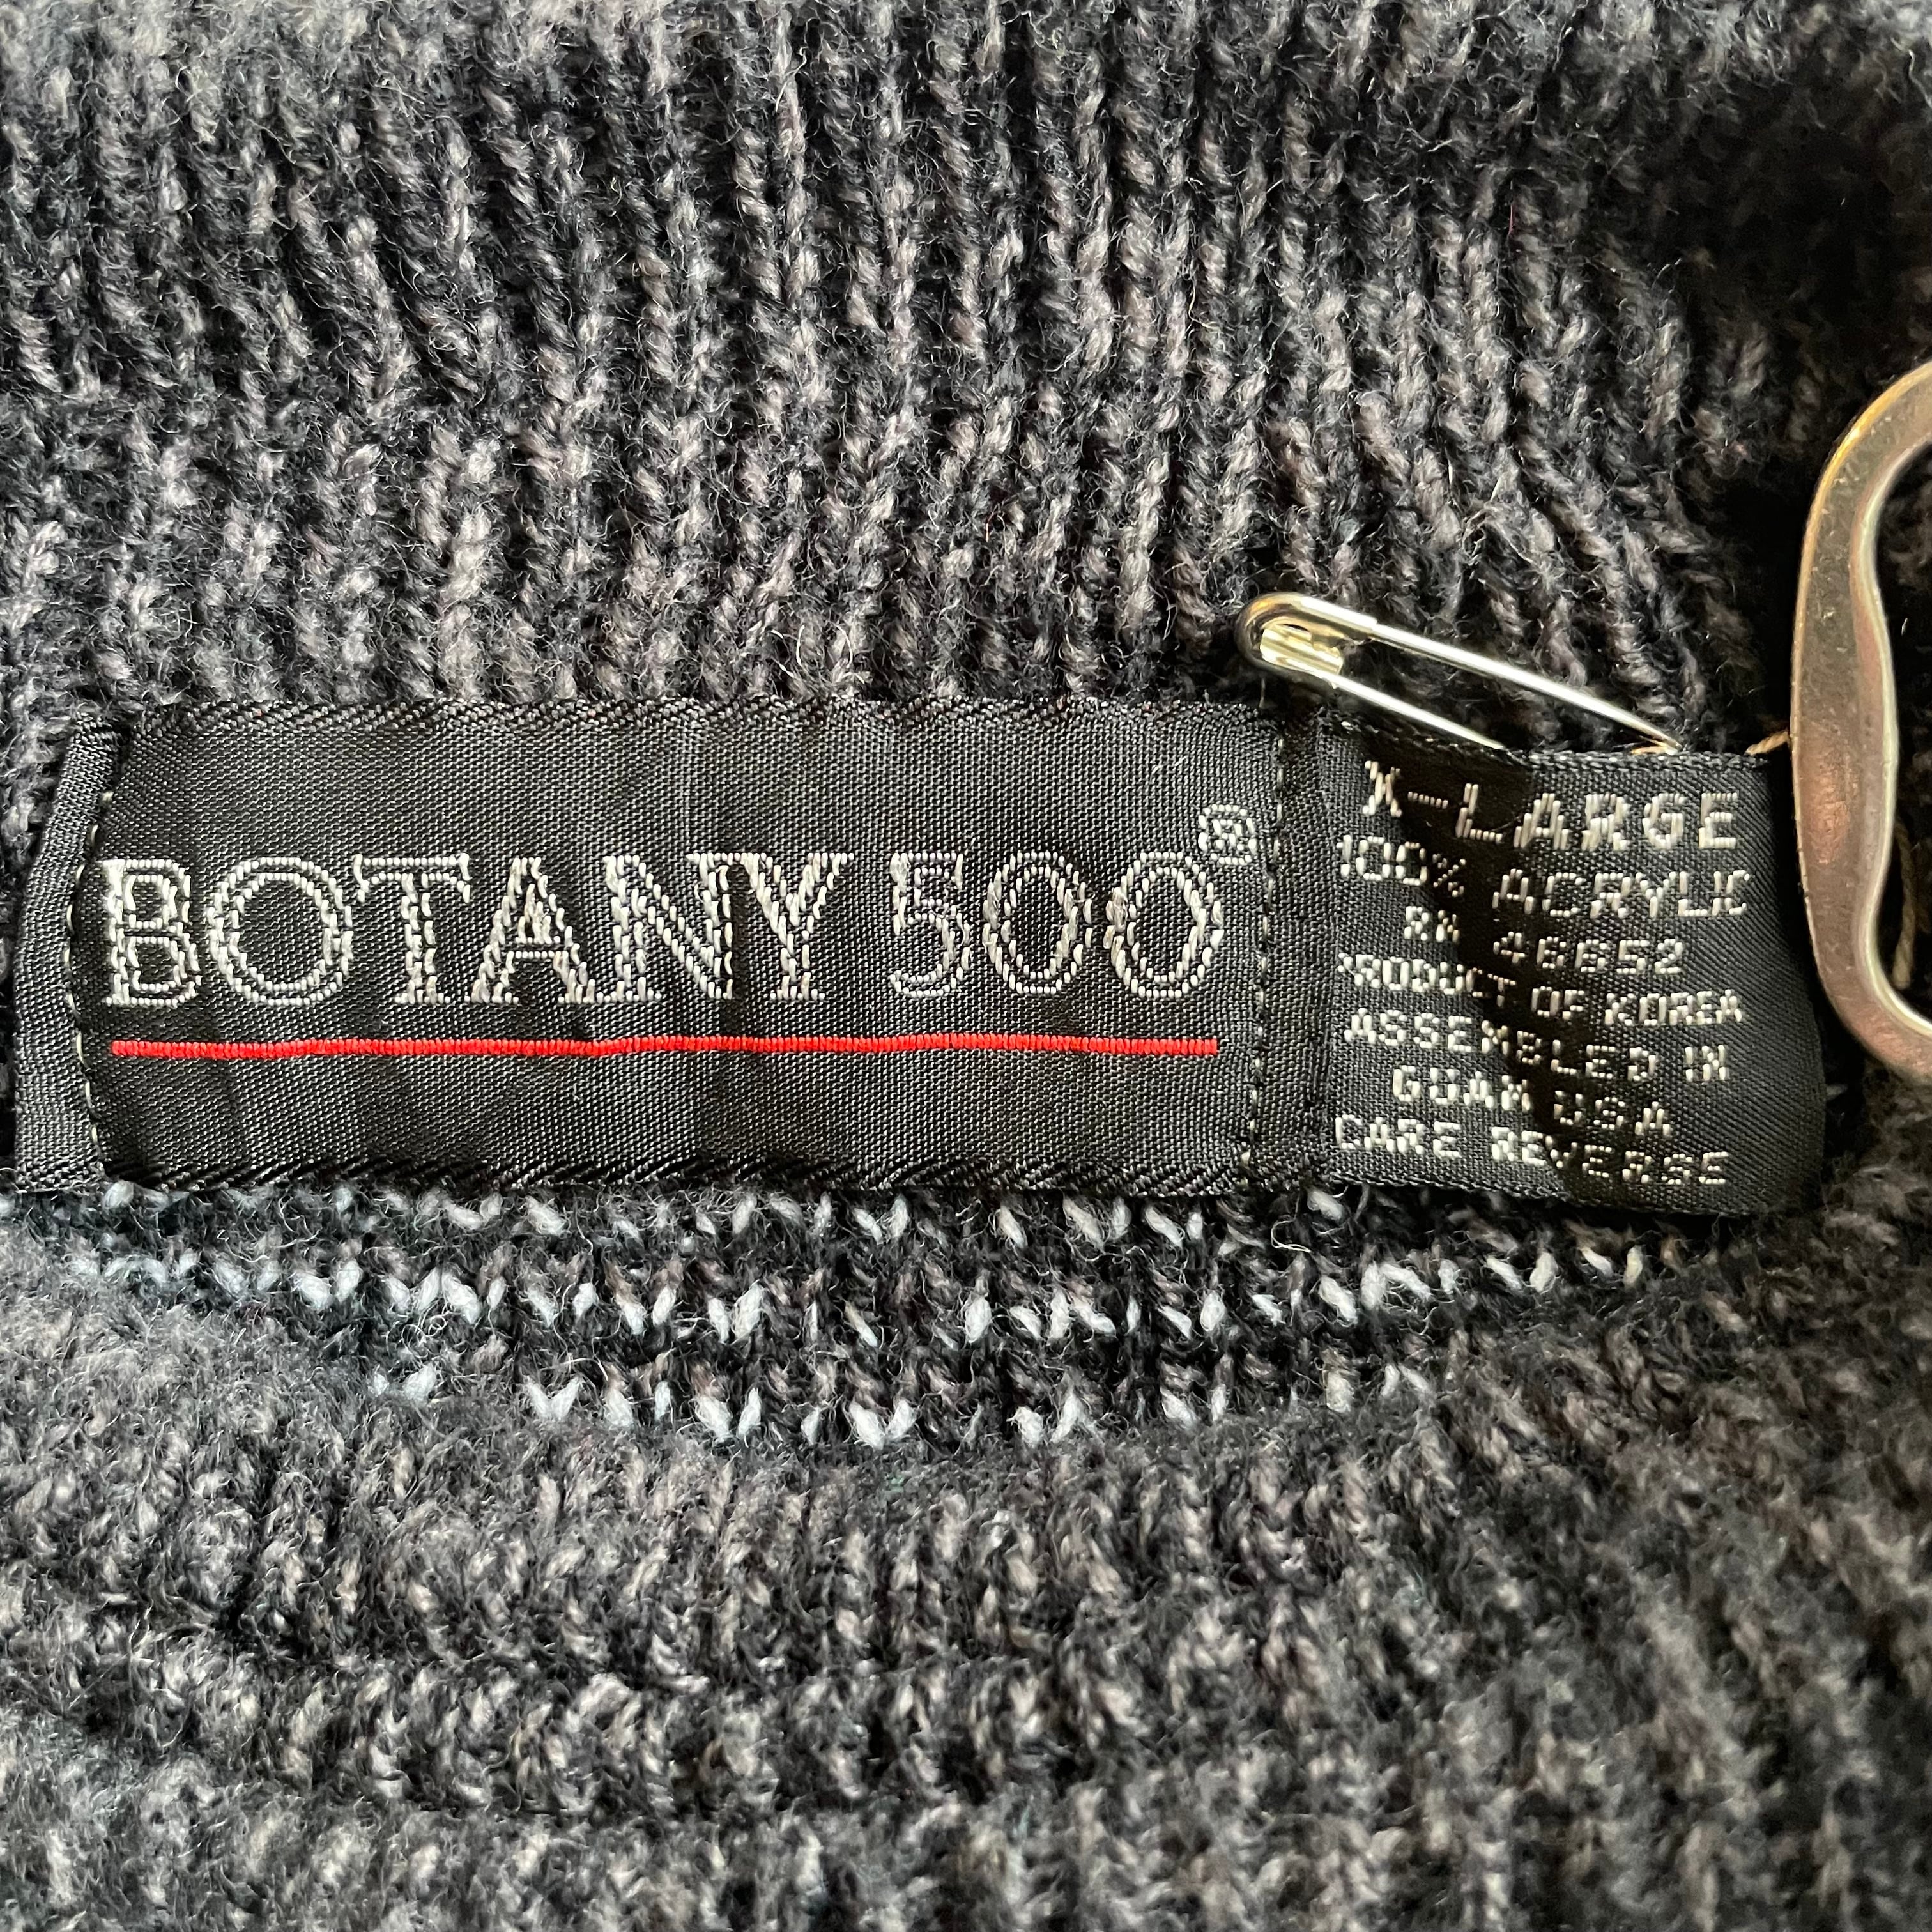 BOTANY 500®
X-LARGE
100% ACRYLIC
RN 46652
PRODUCT OF KOREA
ASSEMBLED IN
GUAM USA
CARE REVERSE